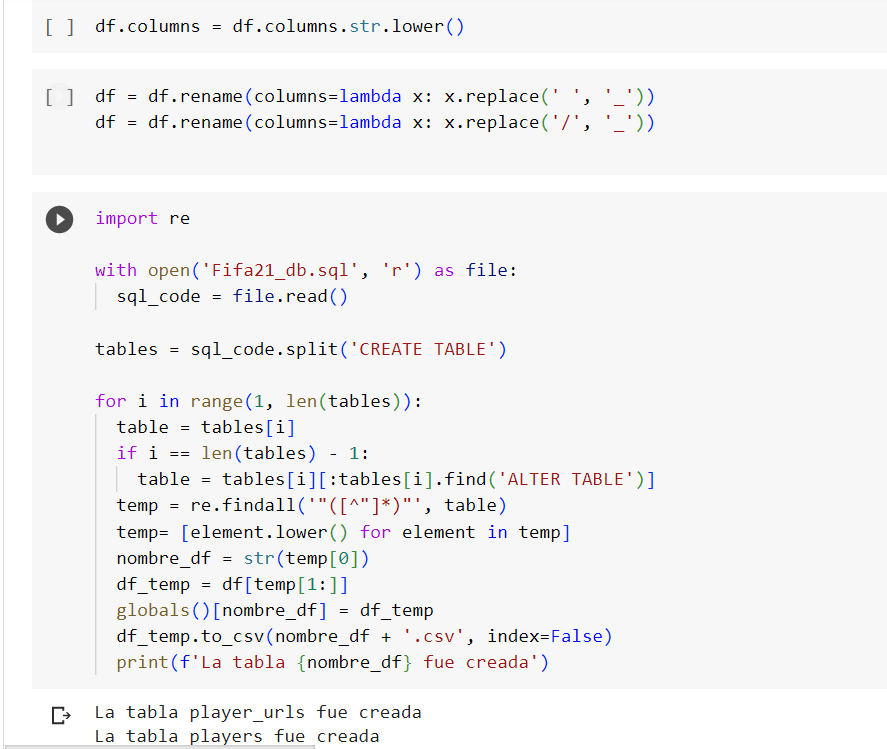 [ ] df.columns = df.columns.str.lower()
[ ] df = df.rename(columns=lambda x: x.replace(' ', '_'))
df = df.rename(columns=lambda x: x.replace('/', '_'))
import re
with open('Fifa21_db.sql', 'r') as file:
sql_code = file.read()
tables = sql_code.split('CREATE TABLE')
for i in range(1, len(tables)):
table = tables[i]
if i == len(tables) - 1:
table = tables[i][:tables[i].find('ALTER TABLE')]
temp = re.findall('"([^"]*)"', table)
temp= [element.lower() for element in temp]
nombre_df = str(temp[0])
df_temp = df[temp[1:]]
globals()[nombre_df] = df_temp
df_temp.to_csv(nombre_df + '.csv', index=False)
print(f'La tabla {nombre_df} fue creada')
La tabla player_urls fue creada
La tabla players fue creada